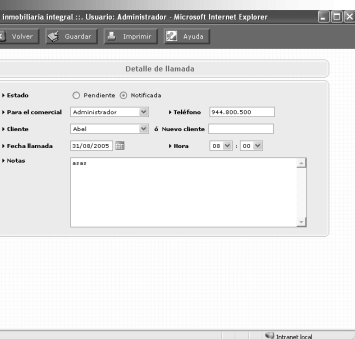 inmobiliaria integral ::. Usuario: Administrador - Microsoft Internet Explorer
Volver Guardar Imprimir Ayuda
Detalle de llamada
Estado Pendiente Notificada
Para el comercial Administrador Teléfono 944.800.500
Cliente Abel ó Nuevo cliente
Fecha llamada 31/08/2005 Hora 08 : 00
Notas asas
Intranet local